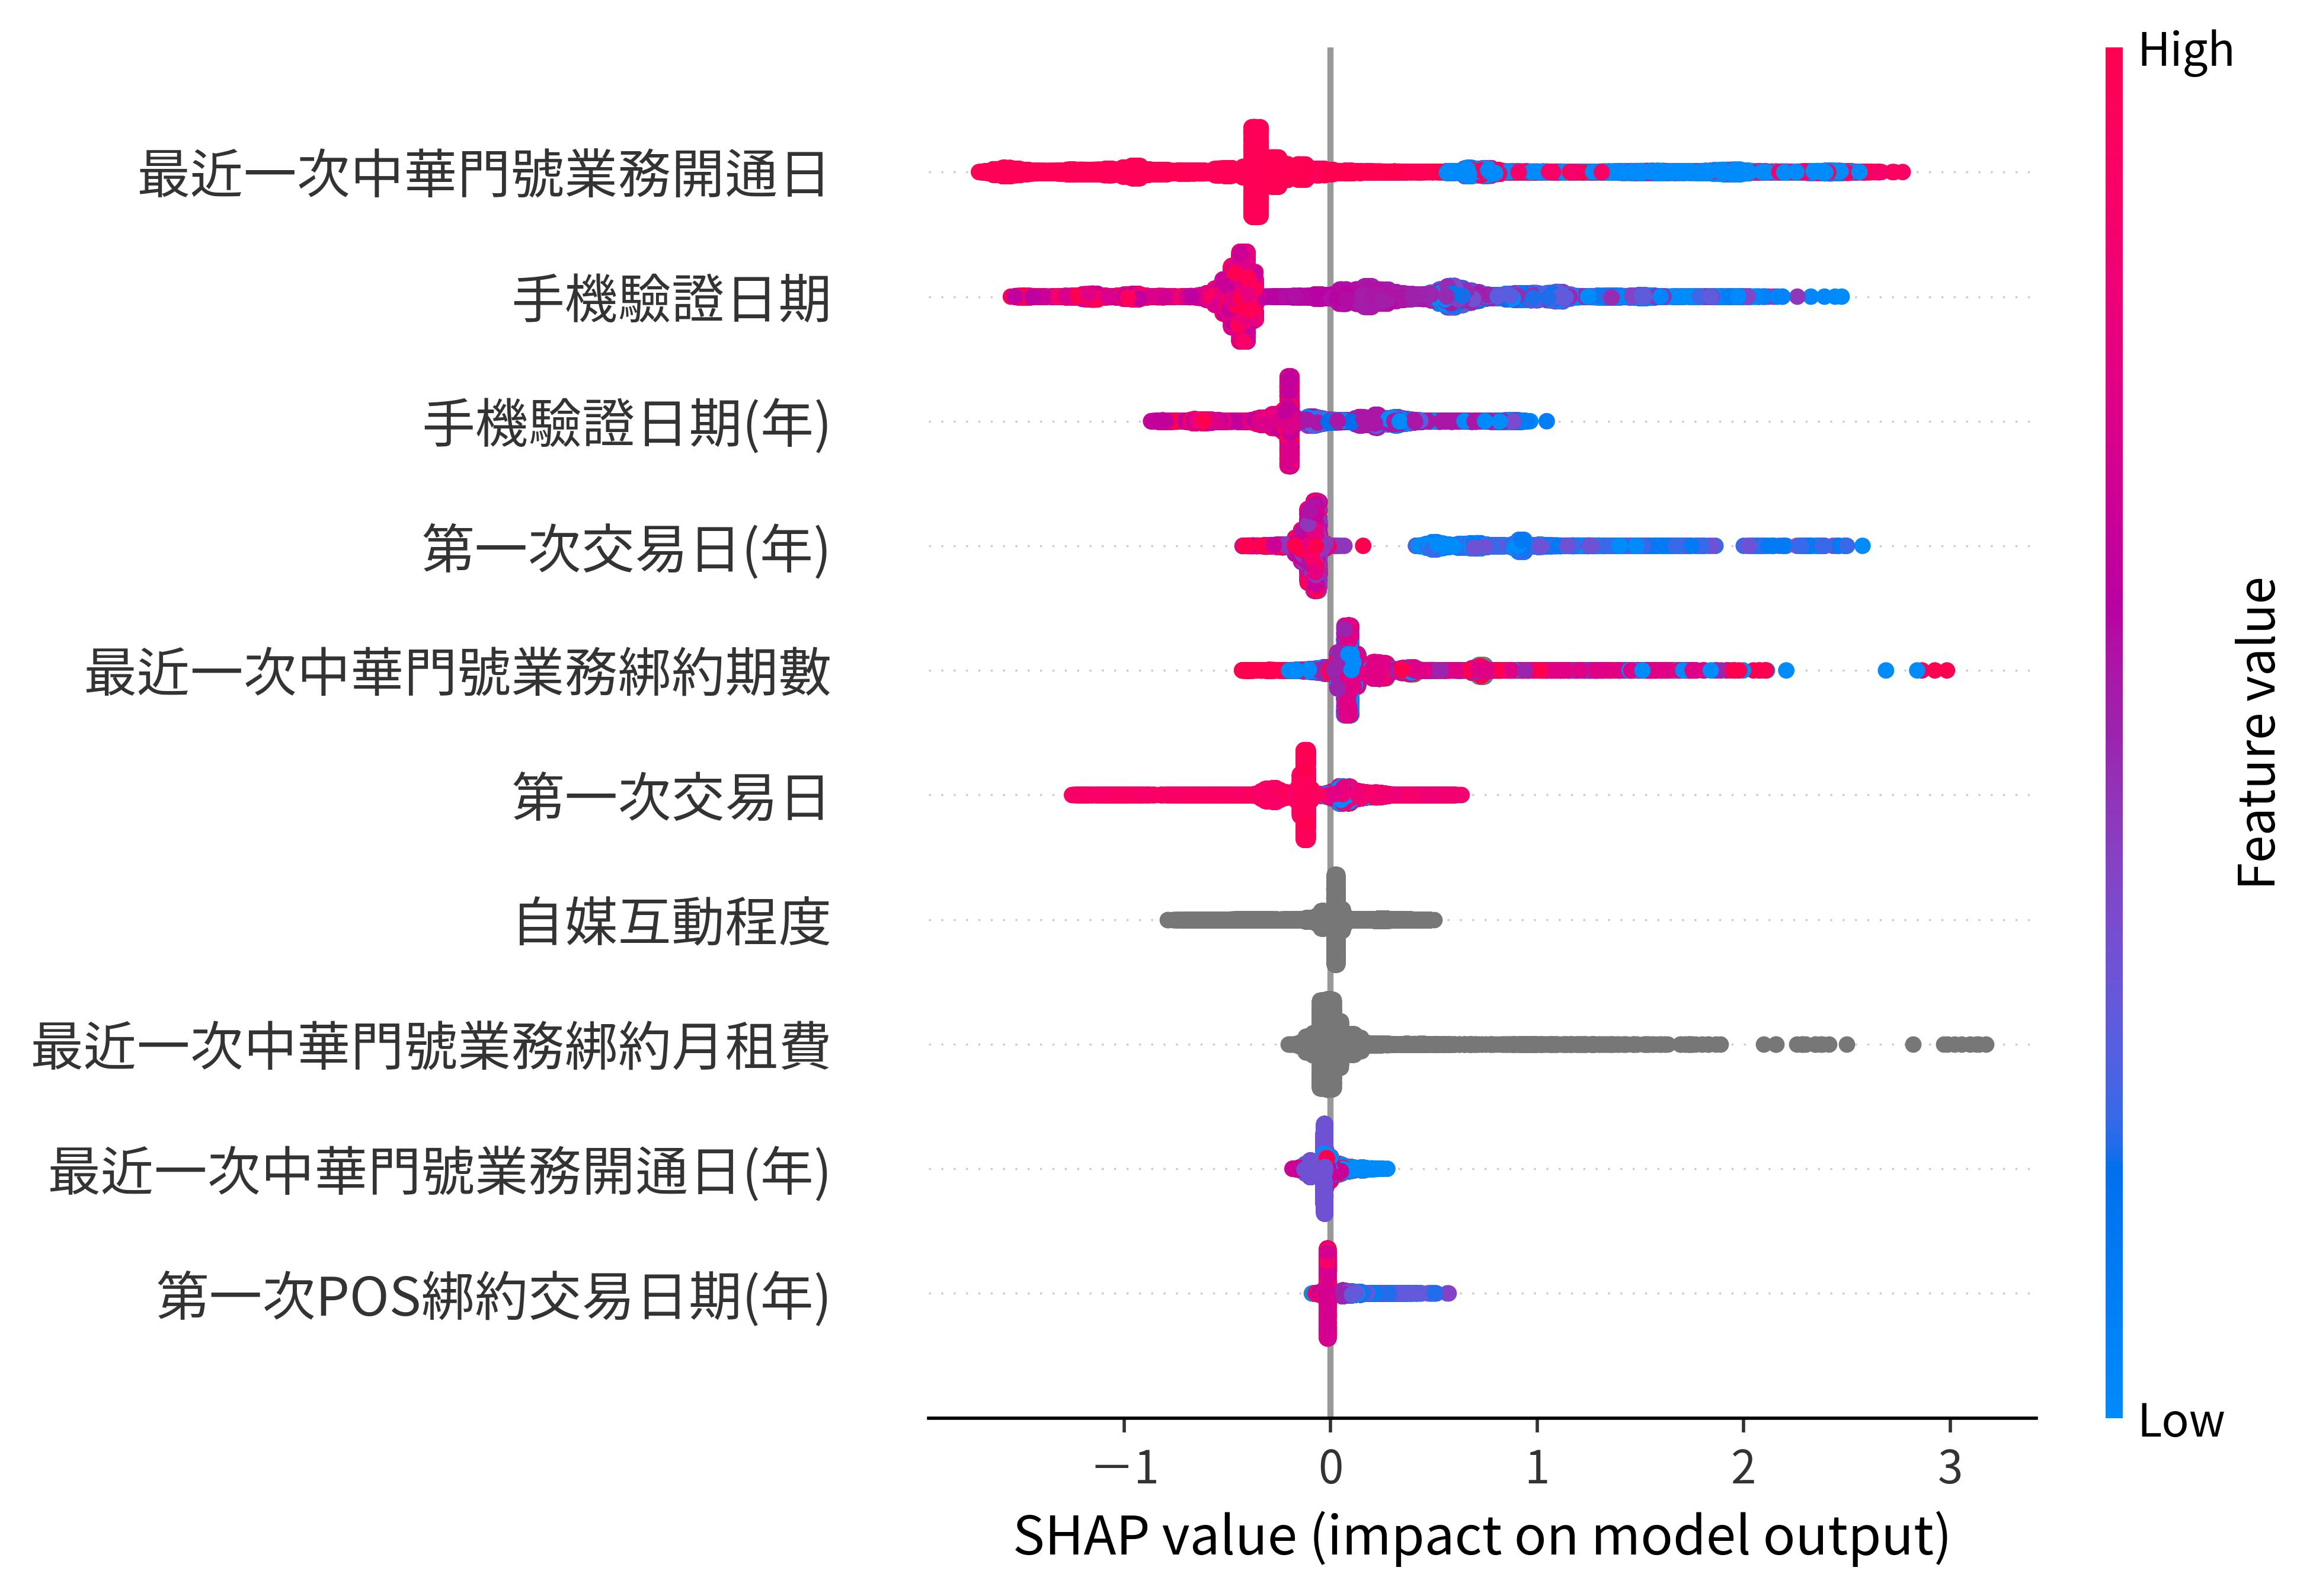 High
最近一次中華門號業務開通日
手機驗證日期
手機驗證日期(年)
第一次交易日(年)
最近一次中華門號業務綁約期數
第一次交易日
自媒互動程度
最近一次中華門號業務綁約月租費
最近一次中華門號業務開通日(年)
第一次POS綁約交易日期(年)
Feature value
Low
−1 0 1 2 3
SHAP value (impact on model output)